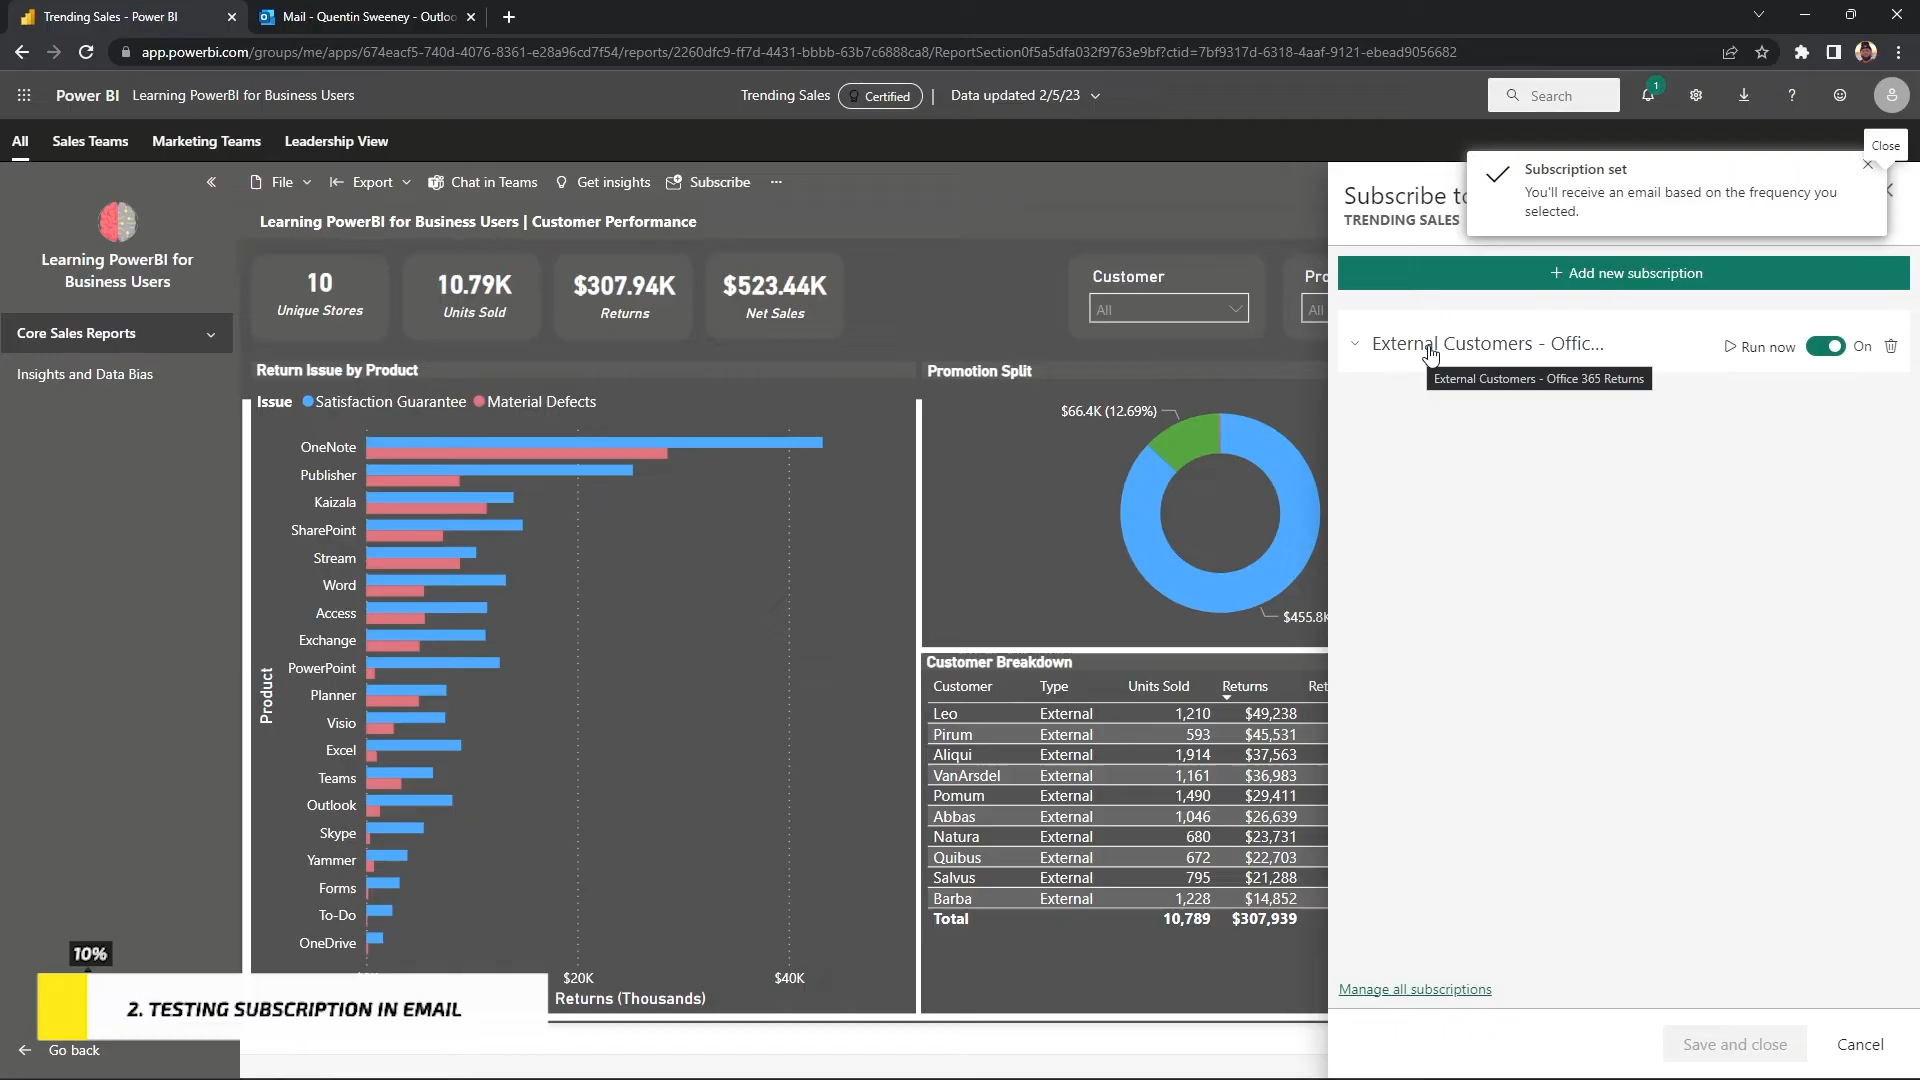 Trending Sales - Power BI
Mail - Quentin Sweeney - Outlo
app.powerbi.com/groups/me/apps/674eacf5-740d-4076-8361-e28a96cd7f54/reports/2260dfc9-ff7d-4431-bbbb-63b7c6888ca8/ReportSection0f5a5dfa032f9763e9bf?ctid=7bf9317d-6318-4aaf-9121-ebead9056682
Power BI Learning PowerBI for Business Users
Trending Sales Certified | Data updated 2/5/23
Search
1
?
All Sales Teams Marketing Teams Leadership View
Close
File Export Chat in Teams Get insights Subscribe ...
Learning PowerBI for
Business Users
Core Sales Reports
Insights and Data Bias
Learning PowerBI for Business Users | Customer Performance
10
Unique Stores
10.79K
Units Sold
$307.94K
Returns
$523.44K
Net Sales
Customer
All
Pro
All
Return Issue by Product
Issue Satisfaction Guarantee Material Defects
OneNote
Publisher
Kaizala
SharePoint
Stream
Word
Access
Exchange
PowerPoint
Planner
Visio
Excel
Teams
Outlook
Skype
Yammer
Forms
To-Do
OneDrive
Product
$20K $40K
Returns (Thousands)
Promotion Split
$66.4K (12.69%)
$455.8K
Customer Breakdown
Customer Type Units Sold Returns Ret
Leo External 1,210 $49,238
Pirum External 593 $45,531
Aliqui External 1,914 $37,563
VanArsdel External 1,161 $36,983
Pomum External 1,490 $29,411
Abbas External 1,046 $26,639
Natura External 680 $23,731
Quibus External 672 $22,703
Salvus External 795 $21,288
Barba External 1,228 $14,852
Total 10,789 $307,939
Subscribe to
TRENDING SALES
Subscription set
You'll receive an email based on the frequency you
selected.
+ Add new subscription
External Customers - Offic...
Run now On
External Customers - Office 365 Returns
Manage all subscriptions
Save and close Cancel
10%
2. TESTING SUBSCRIPTION IN EMAIL
Go back